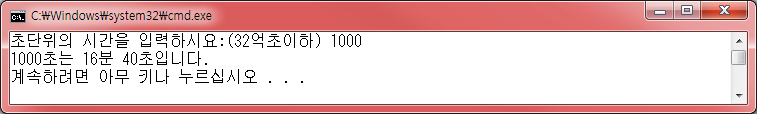 C:₩Windows₩system32₩cmd.exe
초단위의 시간을 입력하시요:(32억초이하) 1000
1000초는 16분 40초입니다.
계속하려면 아무 키나 누르십시오 . . .